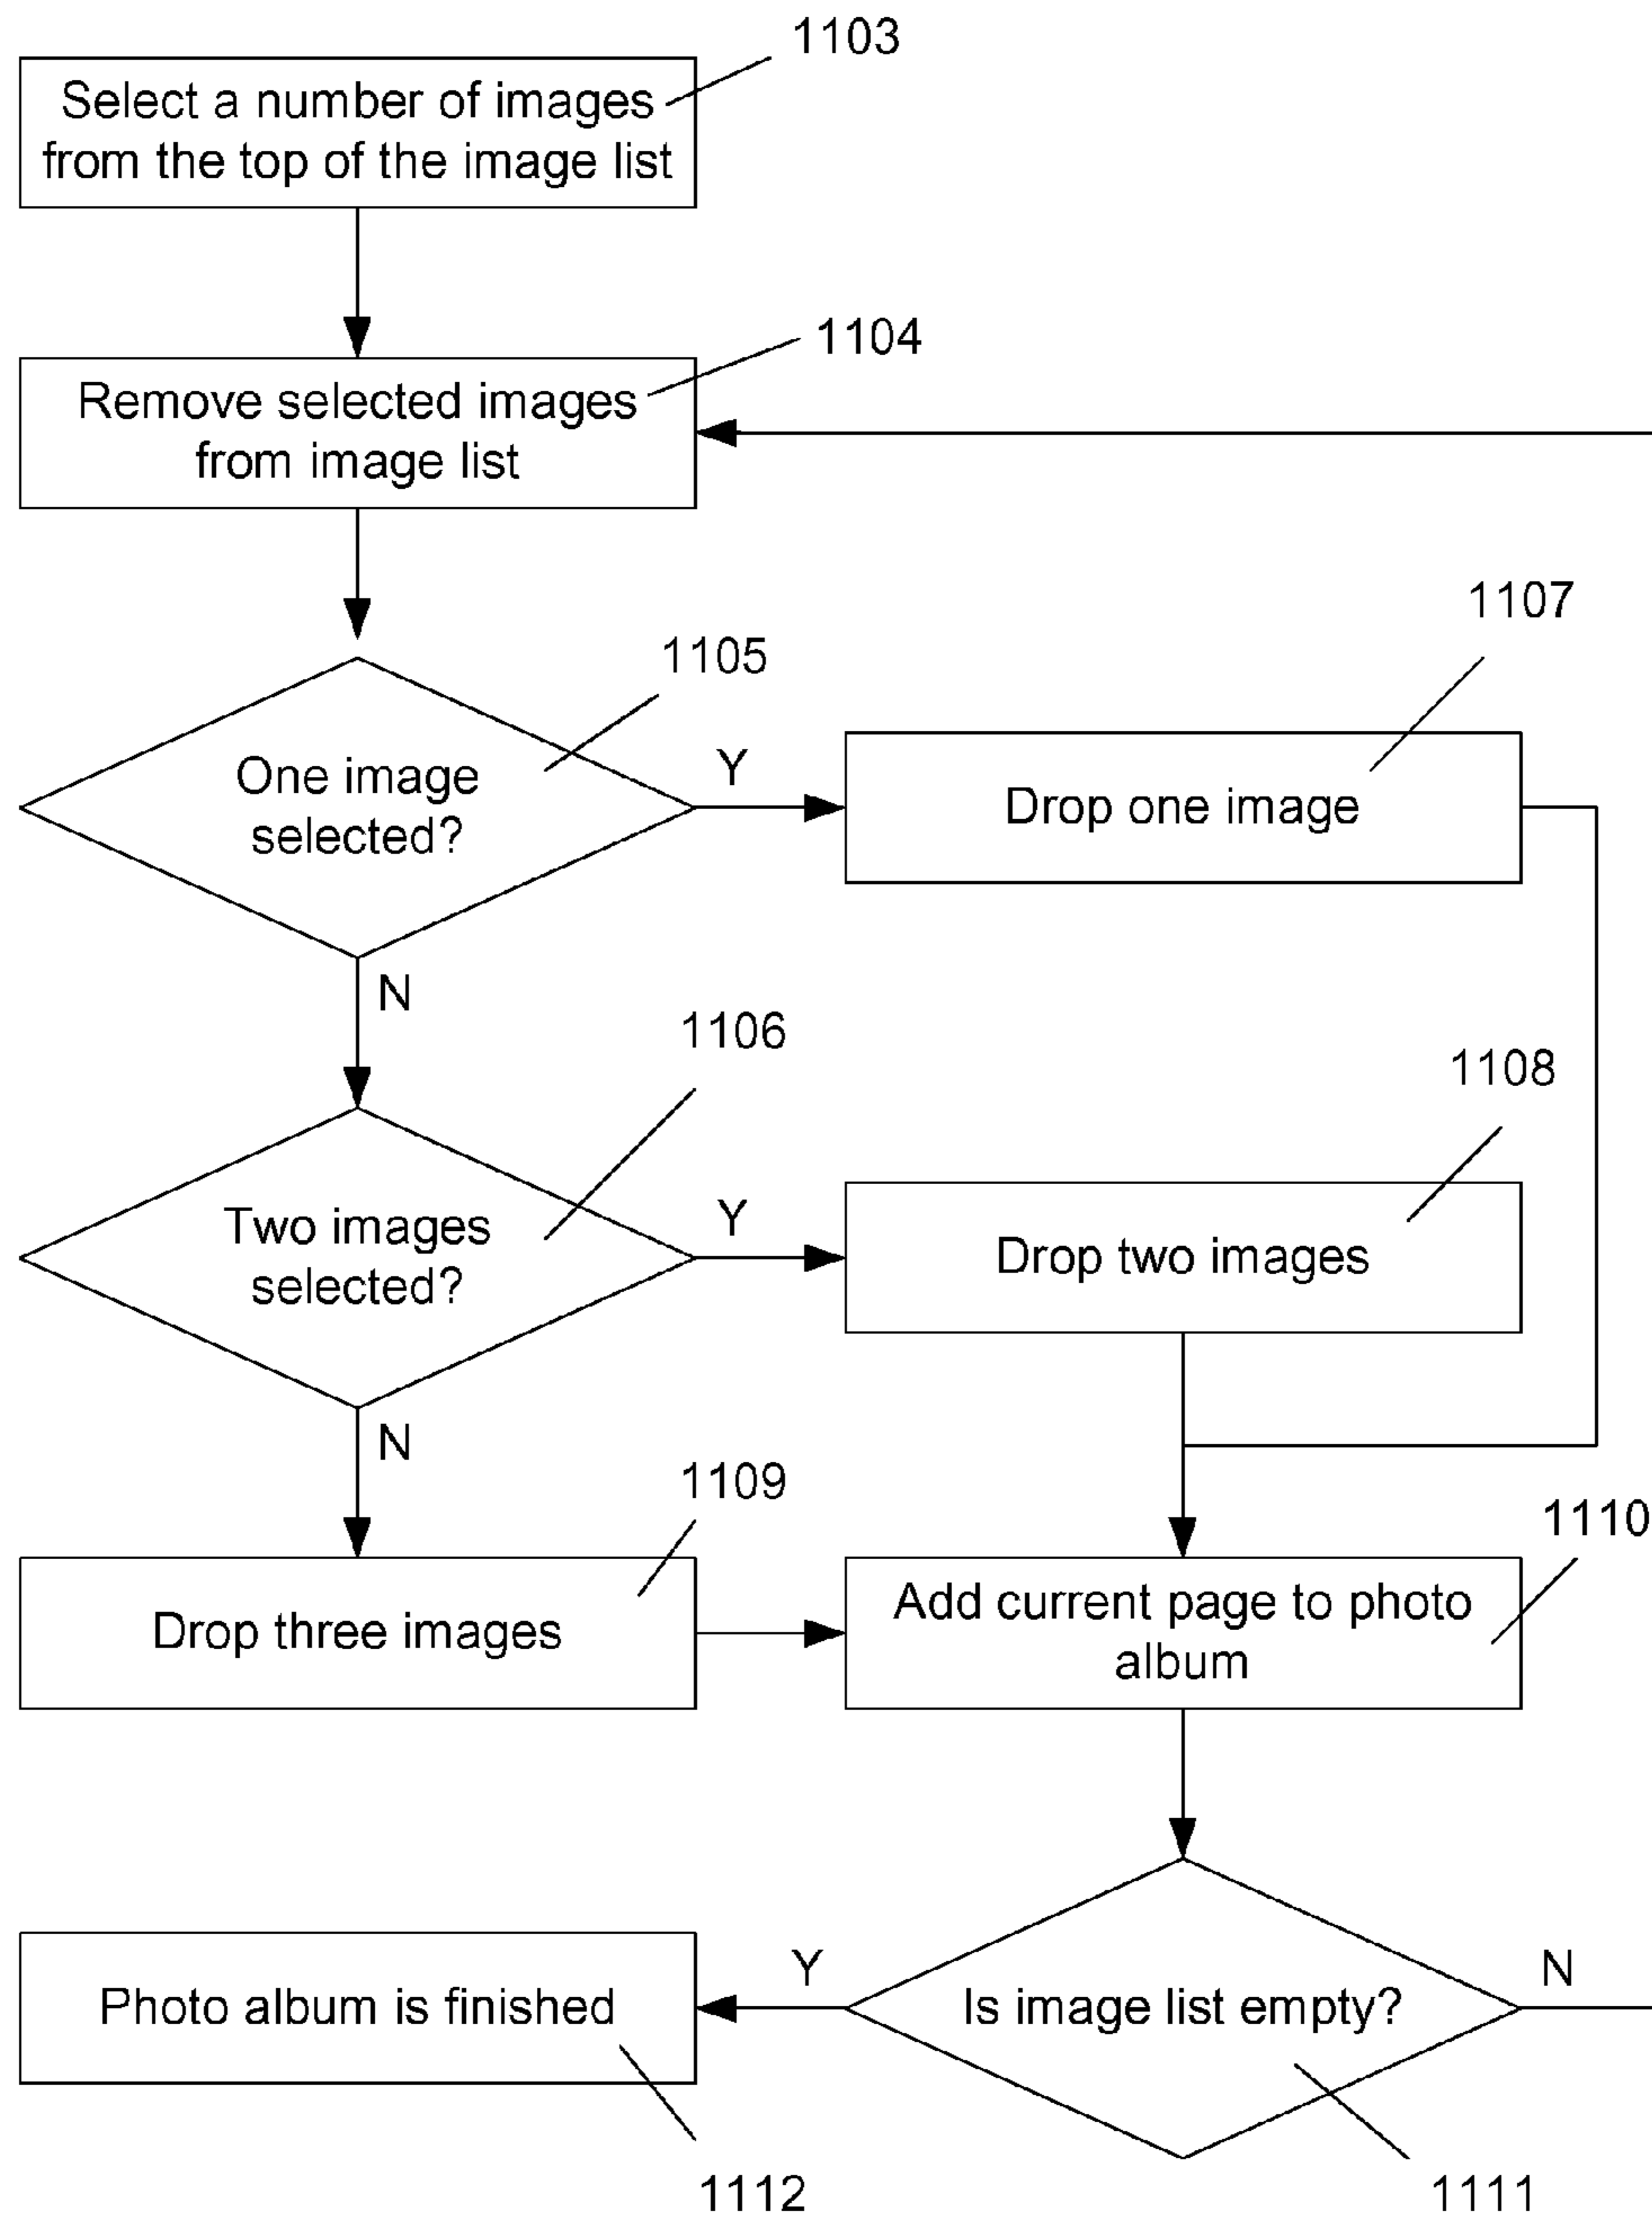 1103
Select a number of images
from the top of the image list
1104
Remove selected images
from image list
1107
1105
One image
selected?
Y
Drop one image
N
1106
1108
Two images
selected?
Y
Drop two images
N
1109
1110
Drop three images
Add current page to photo
album
Photo album is finished
Y
Is image list empty?
N
1112
1111